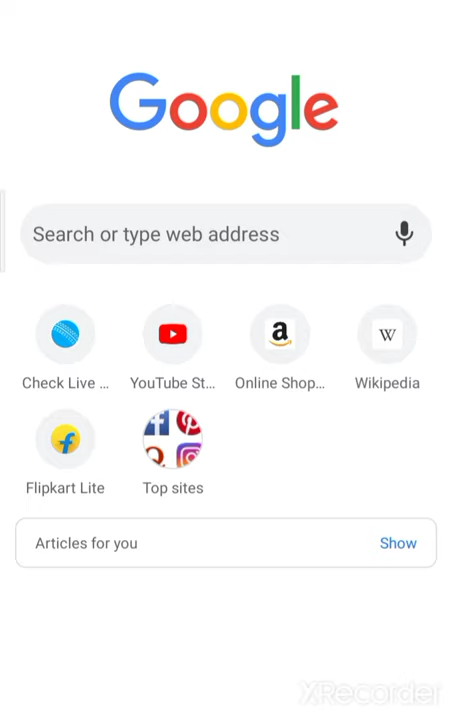 Google
Search or type web address
Check Live ...
YouTube St...
Online Shop...
Wikipedia
Flipkart Lite
Top sites
Articles for you
Show
XRecorder